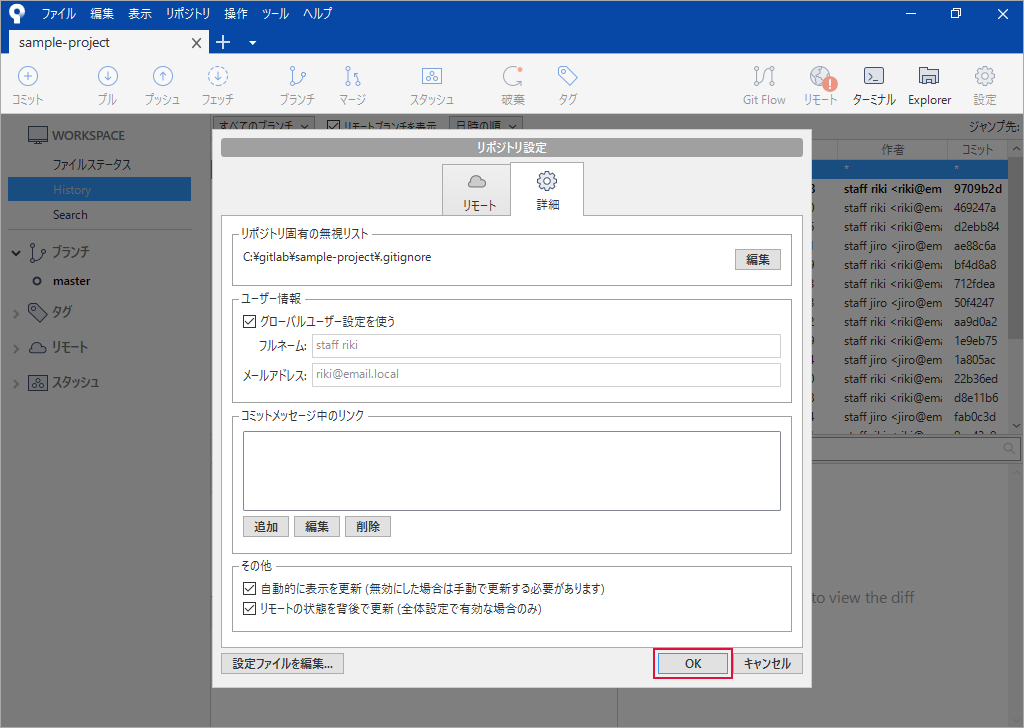 ファイル 編集 表示 リポジトリ 操作 ツール ヘルプ
sample-project
コミット プル プッシュ フェッチ ブランチ マージ スタッシュ 破棄 タグ Git Flow リモート ターミナル Explorer 設定
WORKSPACE
ファイルステータス
History
Search
ブランチ
master
タグ
リモート
スタッシュ
すべてのブランチ リモートブランチを表示 日時の順 ジャンプ先:
作者 コミット
* *
staff riki <riki@em 9709b2d
staff riki <riki@ema 469247a
staff riki <riki@ema d2ebb84
staff jiro <jiro@ema ae88c6a
staff riki <riki@ema bf4d8a8
staff riki <riki@ema 712fdea
staff jiro <jiro@ema 50f4247
staff riki <riki@ema aa9d0a2
staff riki <riki@ema 1e9eb75
staff jiro <jiro@ema 1a805ac
staff riki <riki@ema 22b36ed
staff riki <riki@ema d8e11b6
staff jiro <jiro@ema fab0c3d
to view the diff
リポジトリ設定
リモート 詳細
リポジトリ固有の無視リスト
C:¥gitlab¥sample-project¥.gitignore 編集
ユーザー情報
グローバルユーザー設定を使う
フルネーム: staff riki
メールアドレス: riki@email.local
コミットメッセージ中のリンク
追加 編集 削除
その他
自動的に表示を更新 (無効にした場合は手動で更新する必要があります)
リモートの状態を背後で更新 (全体設定で有効な場合のみ)
設定ファイルを編集... OK キャンセル